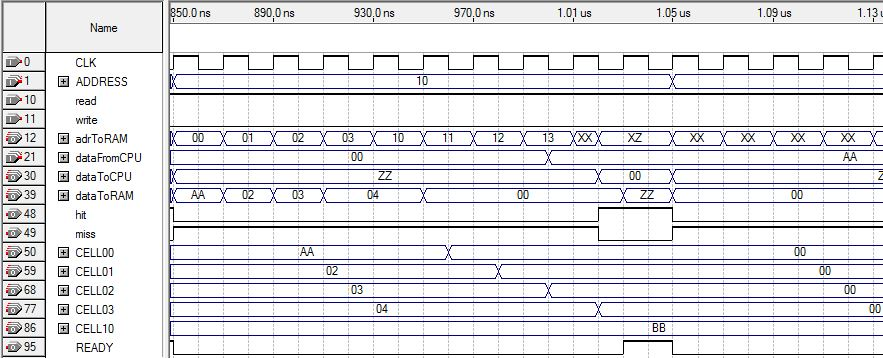 Name 850.0 ns 890.0 ns 930.0 ns 970.0 ns 1.01 us 1.05 us 1.09 us 1.13 u
0 CLK
1 ADDRESS 10
10 read
11 write
12 adrToRAM 00 01 02 03 10 11 12 13 XX XZ XX XX XX XX
21 dataFromCPU 00 AA
30 dataToCPU ZZ 00 Z
39 dataToRAM AA 02 03 04 00 ZZ 00
48 hit
49 miss
50 CELL00 AA 00
59 CELL01 02 00
68 CELL02 03 00
77 CELL03 04 00
86 CELL10 BB
95 READY